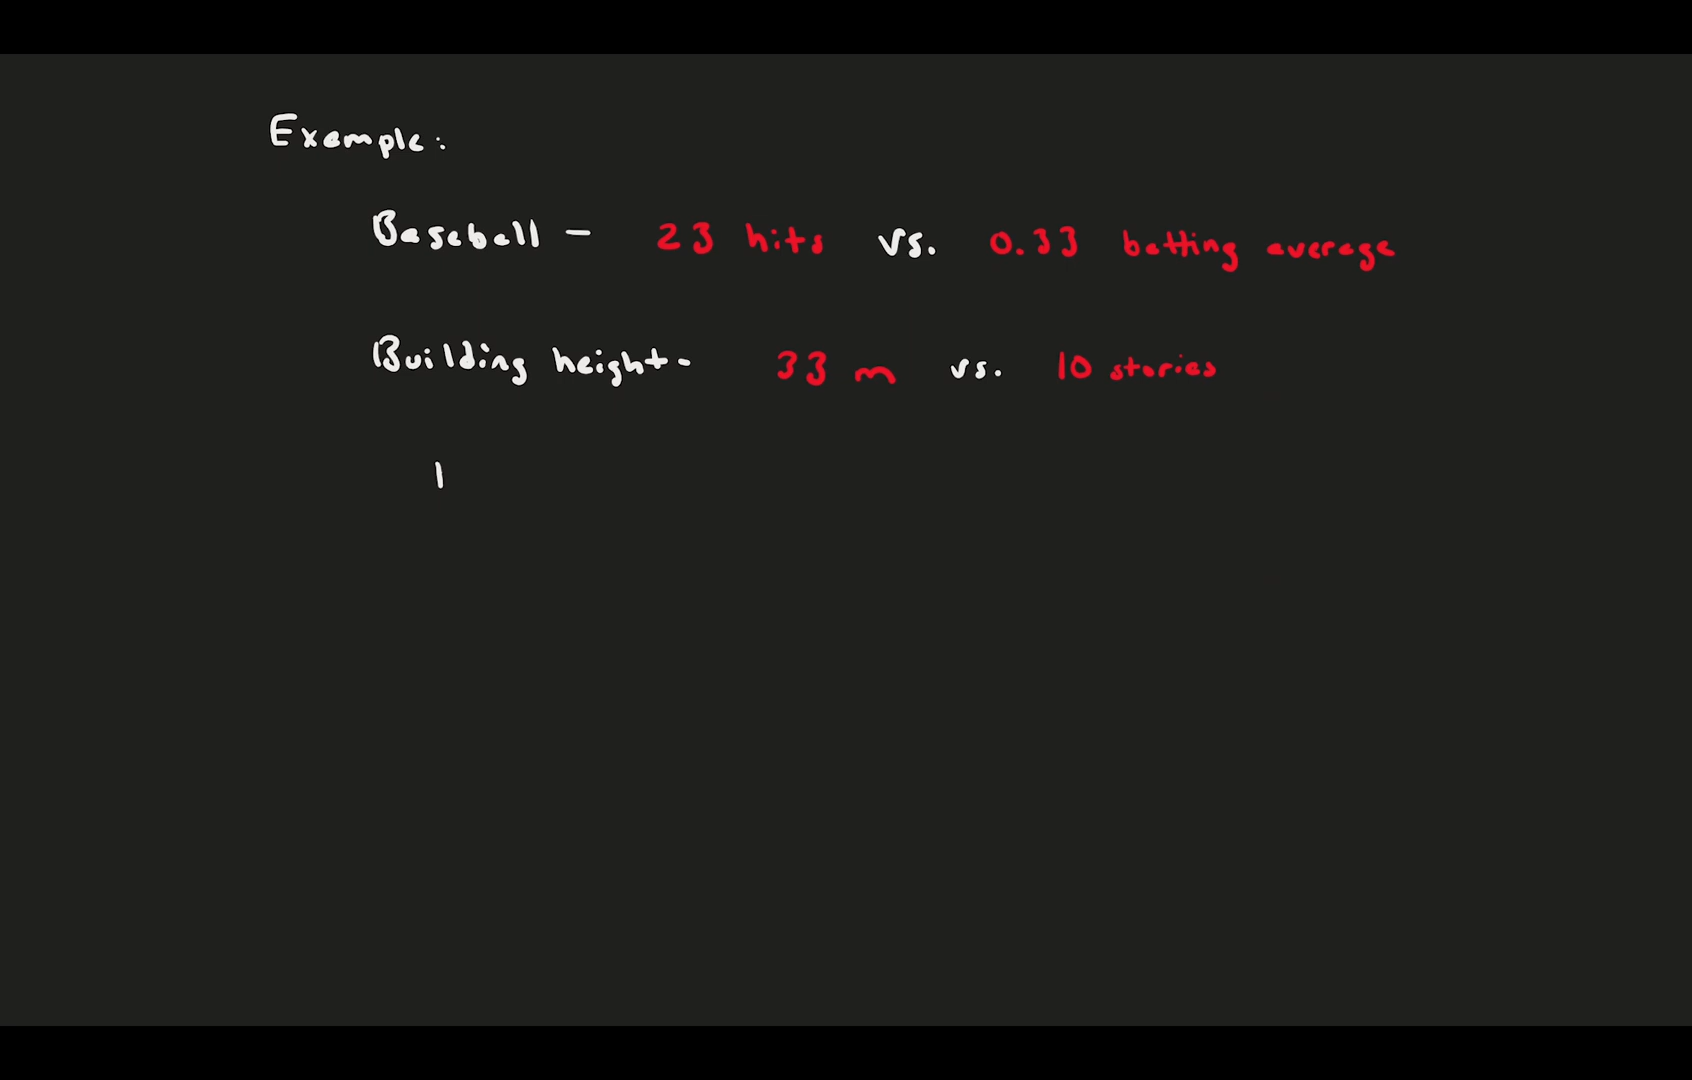 Example:
Baseball - 23 hits vs. 0.33 batting average
Building height - 33 m vs. 10 stories